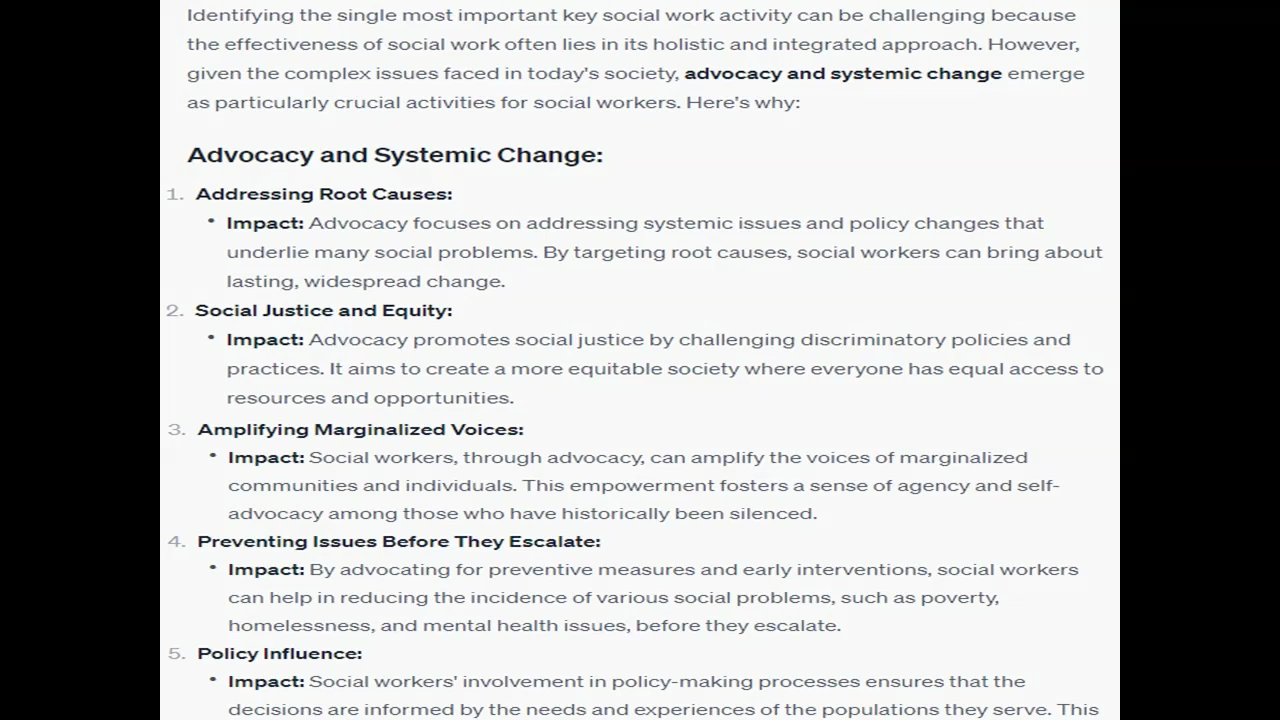 Identifying the single most important key social work activity can be challenging because
the effectiveness of social work often lies in its holistic and integrated approach. However,
given the complex issues faced in today's society, advocacy and systemic change emerge
as particularly crucial activities for social workers. Here's why:
Advocacy and Systemic Change:
1. Addressing Root Causes:
• Impact: Advocacy focuses on addressing systemic issues and policy changes that
underlie many social problems. By targeting root causes, social workers can bring about
lasting, widespread change.
2. Social Justice and Equity:
• Impact: Advocacy promotes social justice by challenging discriminatory policies and
practices. It aims to create a more equitable society where everyone has equal access to
resources and opportunities.
3. Amplifying Marginalized Voices:
• Impact: Social workers, through advocacy, can amplify the voices of marginalized
communities and individuals. This empowerment fosters a sense of agency and self-
advocacy among those who have historically been silenced.
4. Preventing Issues Before They Escalate:
• Impact: By advocating for preventive measures and early interventions, social workers
can help in reducing the incidence of various social problems, such as poverty,
homelessness, and mental health issues, before they escalate.
5. Policy Influence:
• Impact: Social workers' involvement in policy-making processes ensures that the
decisions are informed by the needs and experiences of the populations they serve. This